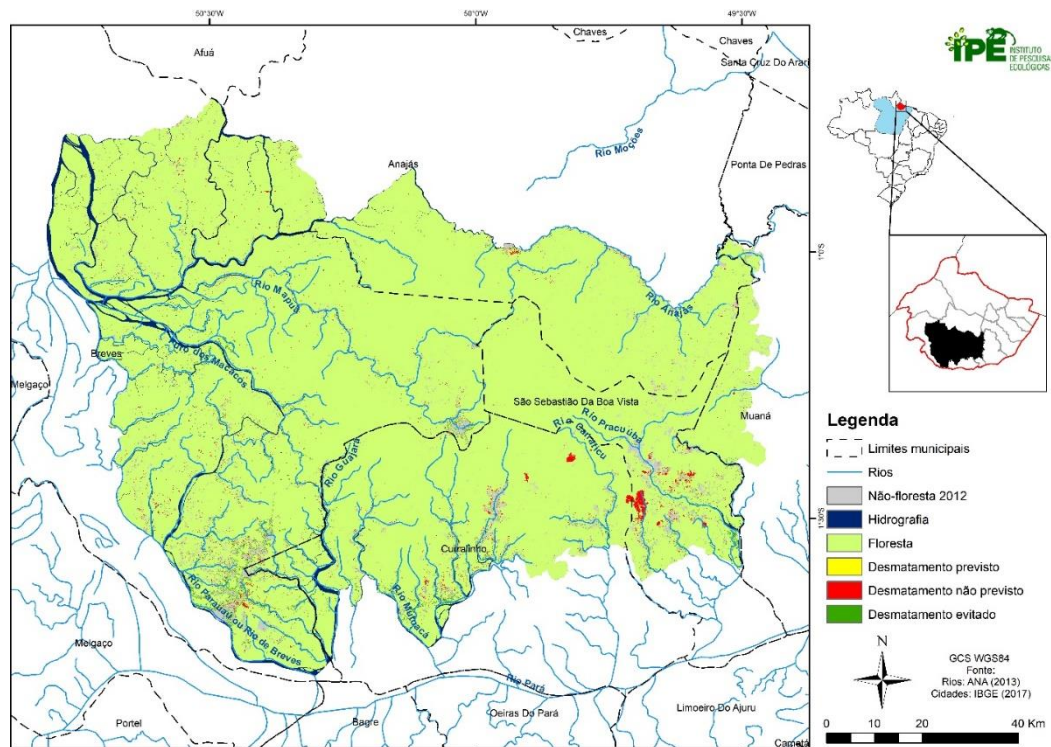 50°30'
50°0'
49°30'
Afuá
Chaves
Chaves
Santa Cruz Do Arari
Rio Moções
Anajás
Ponta De Pedras
1°0'S
Rio Mapuá
Rio Anajás
Breves
Furo dos Macacos
Melgaço
São Sebastião Da Boa Vista
Rio Pracuúba
Muaná
Rio Guajará
1°30'S
Curralinho
Rio Mutuacá
Rio Parauaú ou Rio de Breves
Melgaço
Rio Pará
Portel
Bagre
Oeiras Do Pará
Limoeiro Do Ajuru
Cametá
IPÊ
INSTITUTO
DE PESQUISA
ECOLÓGICAS
Legenda
Limites municipais
Rios
Não-floresta 2012
Hidrografia
Floresta
Desmatamento previsto
Desmatamento não previsto
Desmatamento evitado
N
GCS WGS84
Fonte:
Rios: ANA (2013)
Cidades: IBGE (2017)
0 5 10 20 40 Km